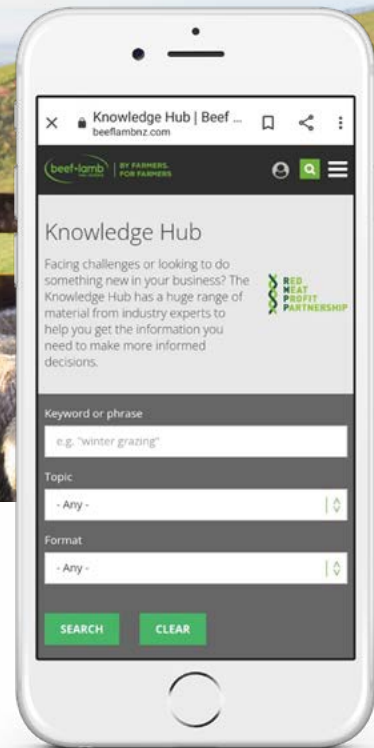 Knowledge Hub | Beef ...
beeflambnz.com
beef+lamb
BY FARMERS.
FOR FARMERS
Knowledge Hub
Facing challenges or looking to do
something new in your business? The
Knowledge Hub has a huge range of
material from industry experts to
help you get the information you
need to make more informed
decisions.
RED
MEAT
PROFIT
PARTNERSHIP
Keyword or phrase
e.g. "winter grazing"
Topic
- Any -
Format
- Any -
SEARCH
CLEAR